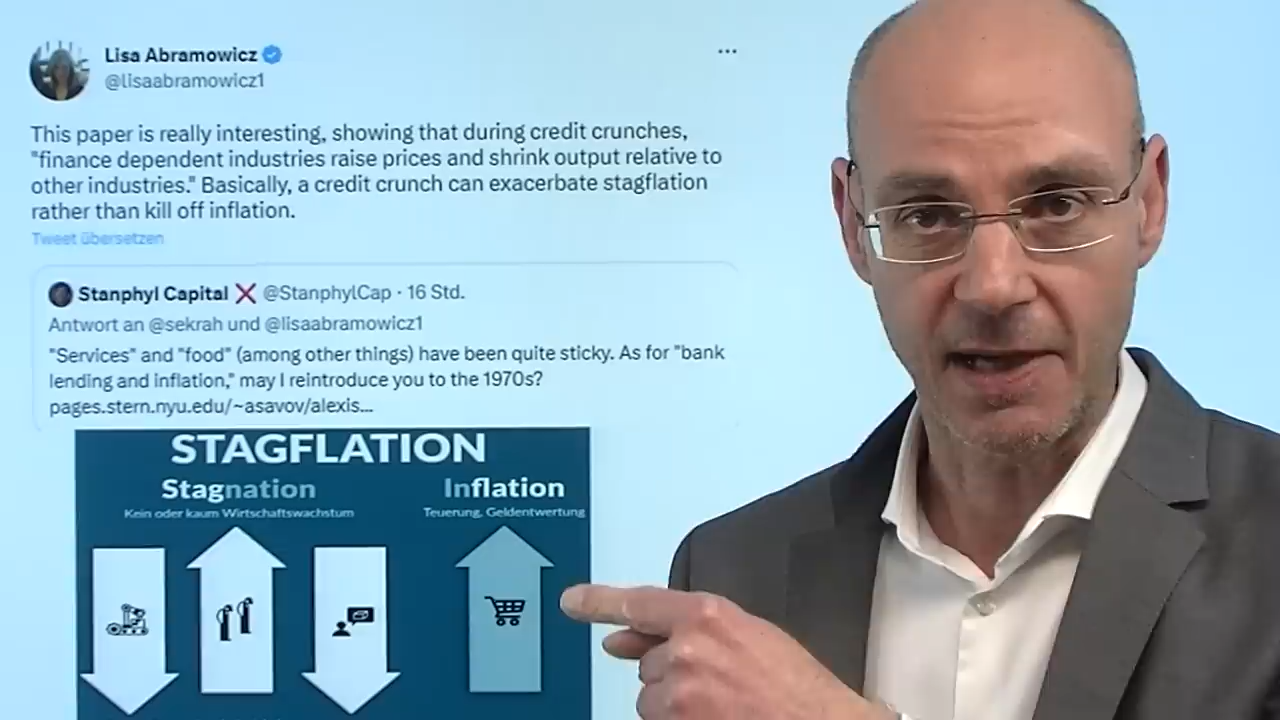 Lisa Abramowicz
@lisaabramowicz1
This paper is really interesting, showing that during credit crunches,
"finance dependent industries raise prices and shrink output relative to
other industries." Basically, a credit crunch can exacerbate stagflation
rather than kill off inflation.
Tweet übersetzen
Stanphyl Capital ❌ @StanphylCap · 16 Std.
Antwort an @sekrah und @lisaabramowicz1
"Services" and "food" (among other things) have been quite sticky. As for "bank
lending and inflation," may I reintroduce you to the 1970s?
pages.stern.nyu.edu/~asavov/alexis...
STAGFLATION
Stagnation
Inflation
Kein oder kaum Wirtschaftswachstum
Teuerung, Geldentwertung